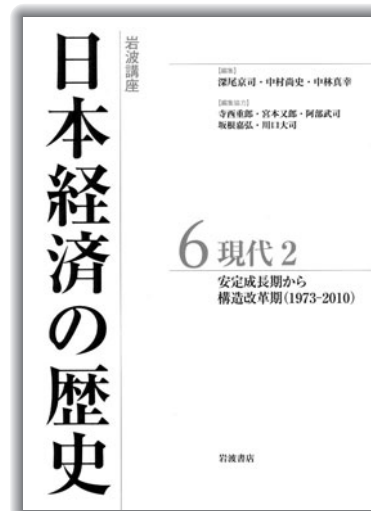 岩波講座
日本経済の歴史
[編集]
深尾京司・中村尚史・中林真幸
[編集協力]
寺西重郎・宮本又郎・阿部武司
坂根嘉弘・川口大司
6 現代2
安定成長期から
構造改革期(1973-2010)
岩波書店